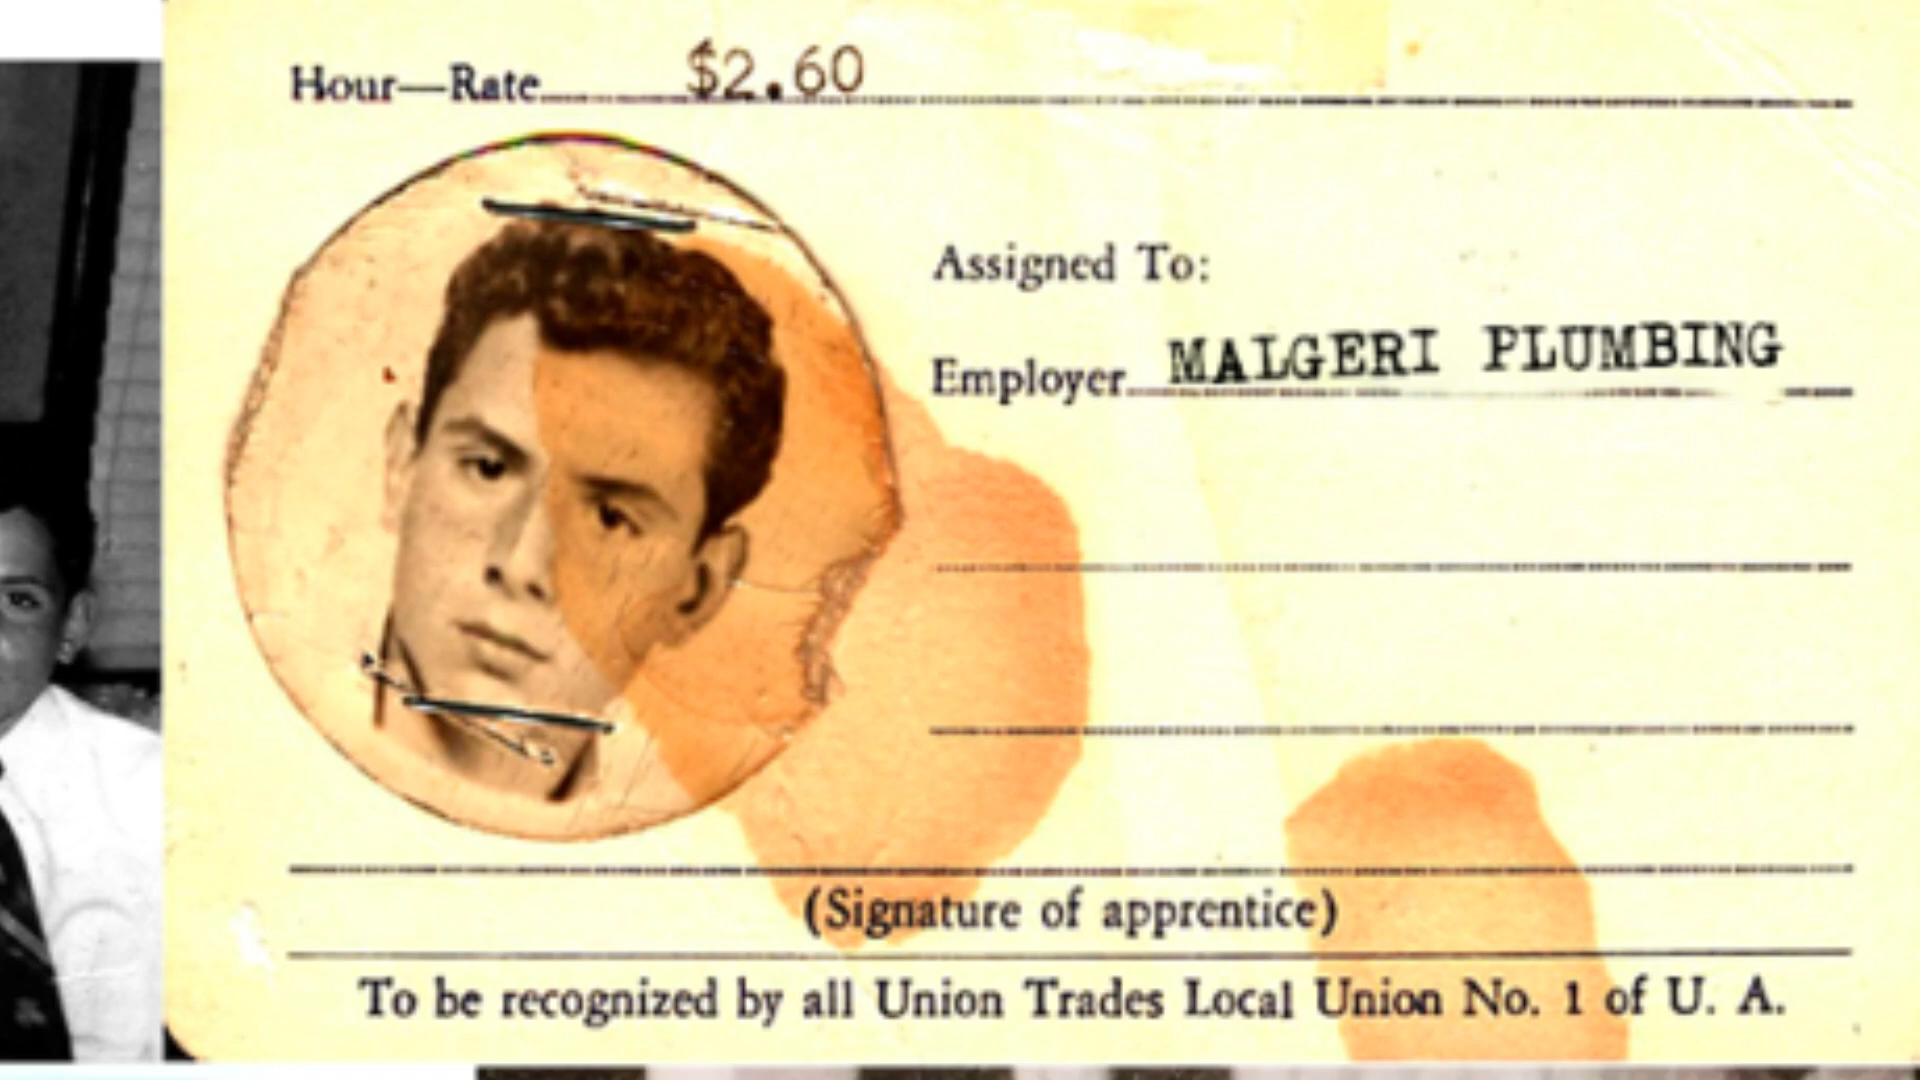 Hour—Rate $2.60
Assigned To:
Employer MALGERI PLUMBING
(Signature of apprentice)
To be recognized by all Union Trades Local Union No. 1 of U. A.